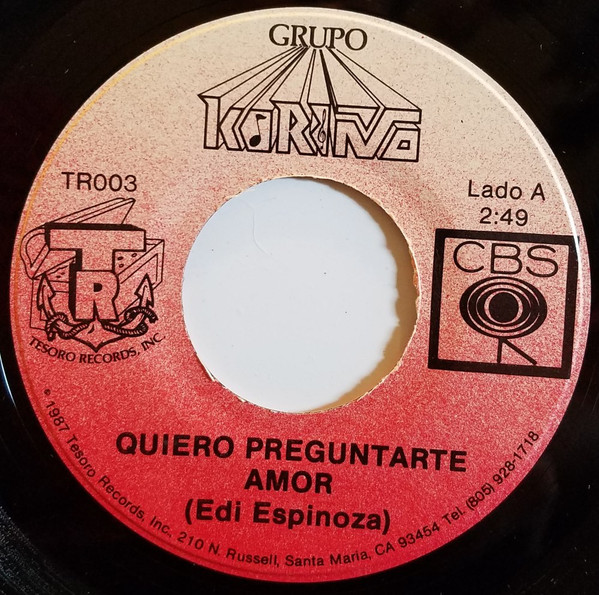 GRUPO
KARIÑO
TR003
Lado A
2:49
TR
TESORO RECORDS, INC.
CBS
QUIERO PREGUNTARTE
AMOR
(Edi Espinoza)
© 1987 Tesoro Records, Inc. 210 N. Russell, Santa Maria, CA 93454 Tel. (805) 928-1718